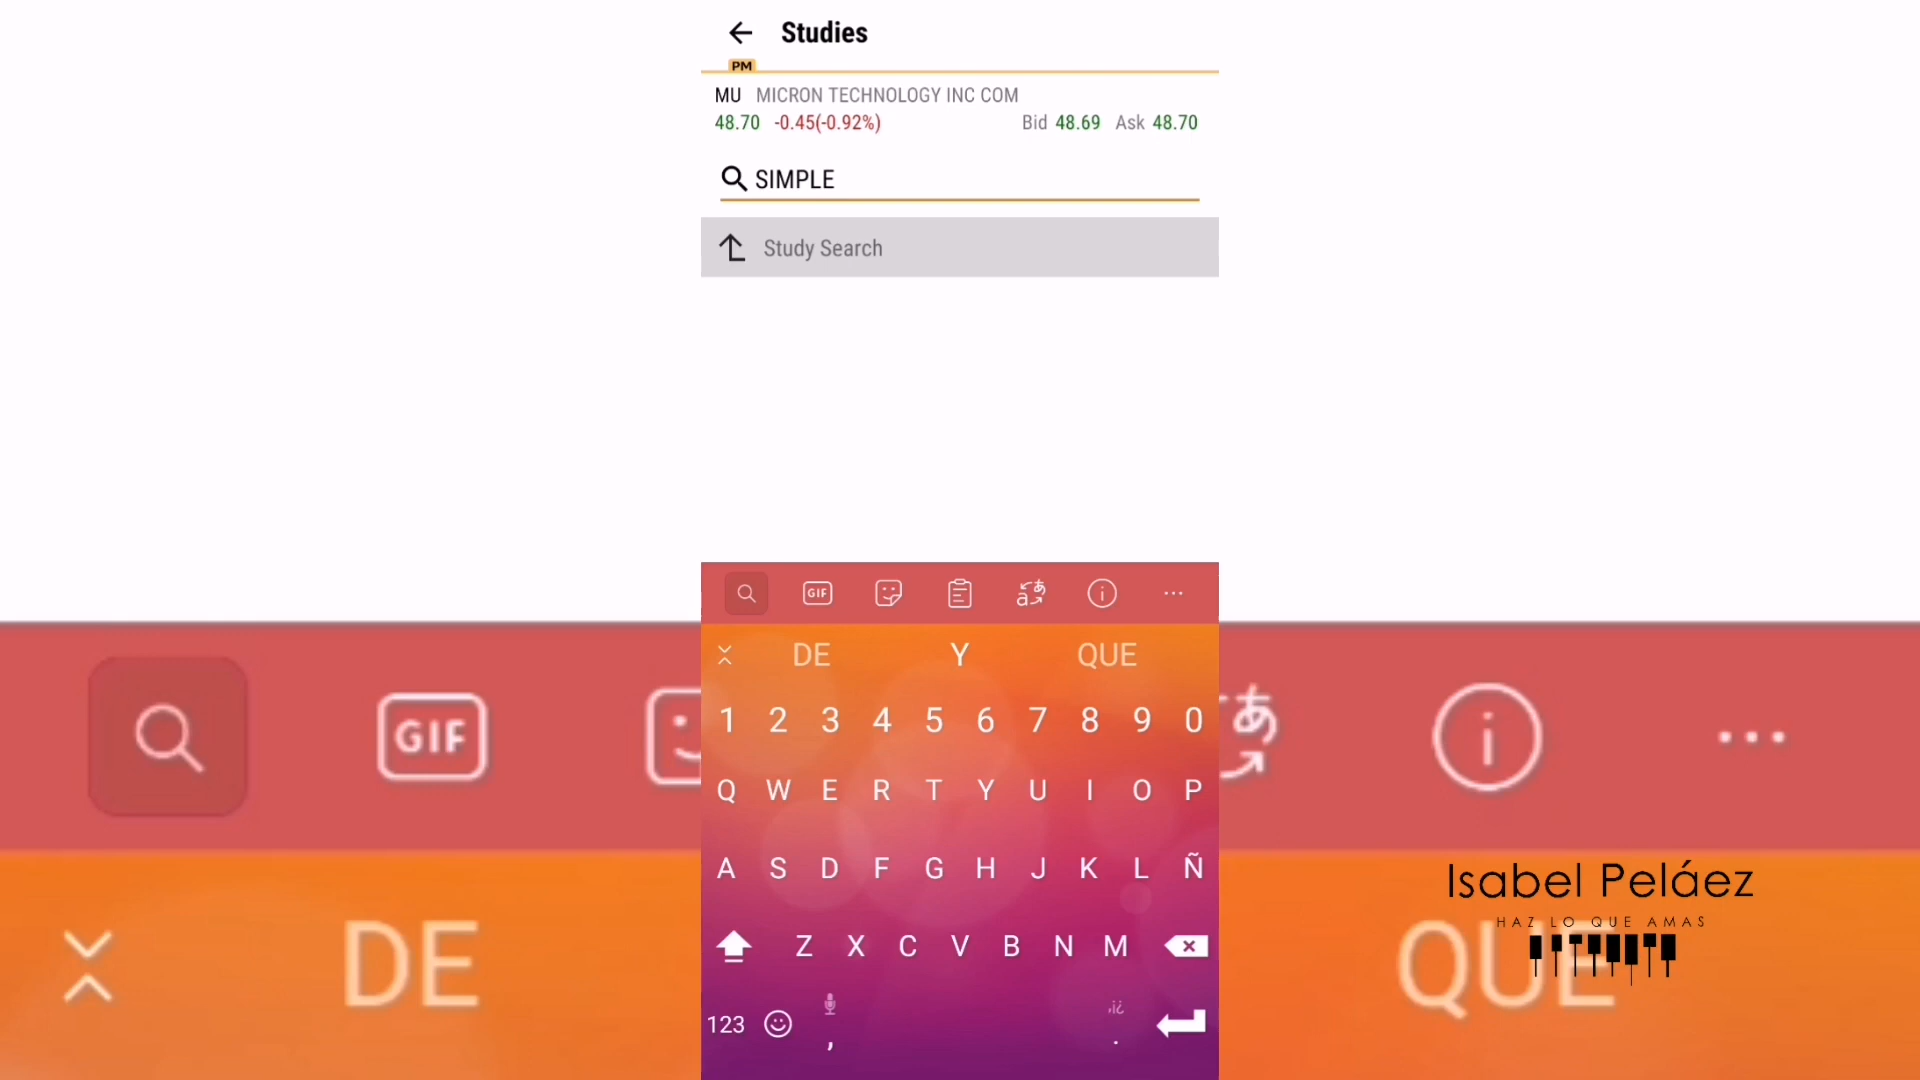 Studies
PM
MU MICRON TECHNOLOGY INC COM
48.70 -0.45(-0.92%) Bid 48.69 Ask 48.70
SIMPLE
Study Search
GIF
DE Y QUE
1 2 3 4 5 6 7 8 9 0
Q W E R T Y U I O P
A S D F G H J K L Ñ
Z X C V B N M
123 , .
GIF
DE
QUE
Isabel Peláez
HAZ LO QUE AMAS